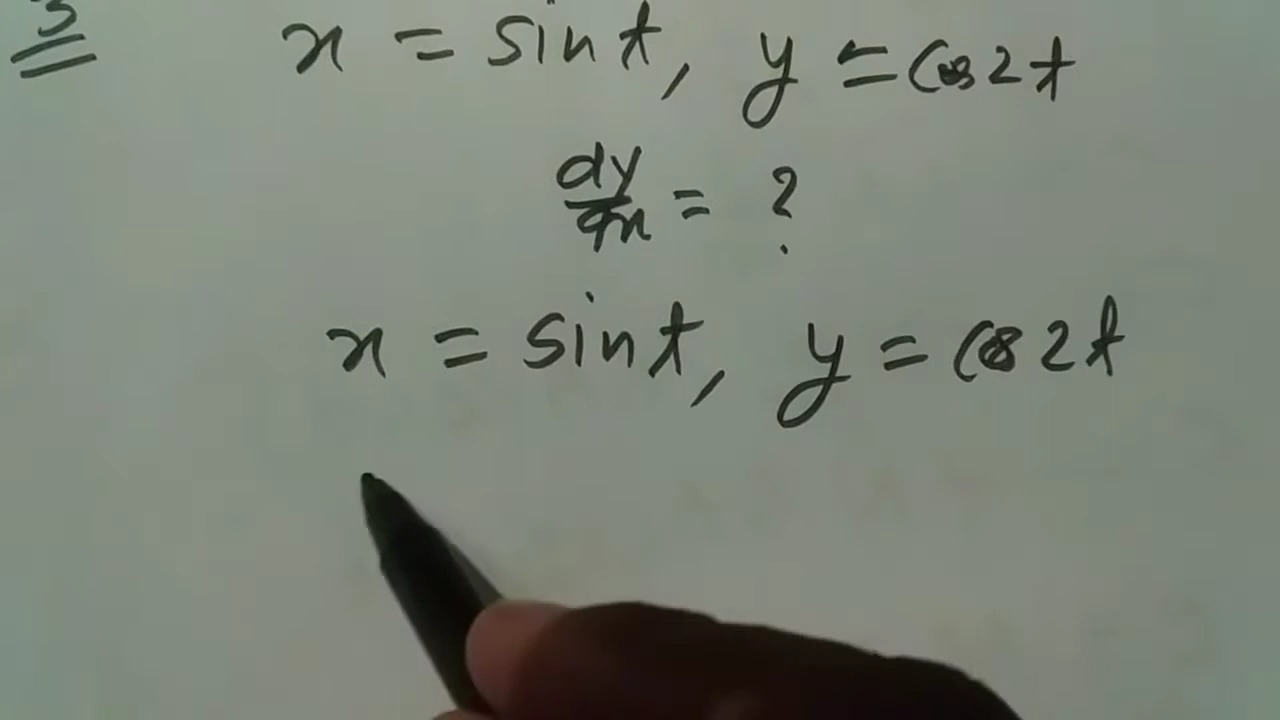 3 x = sin t, y = cos 2t
dy/dx = ?
x = sin t, y = cos 2t